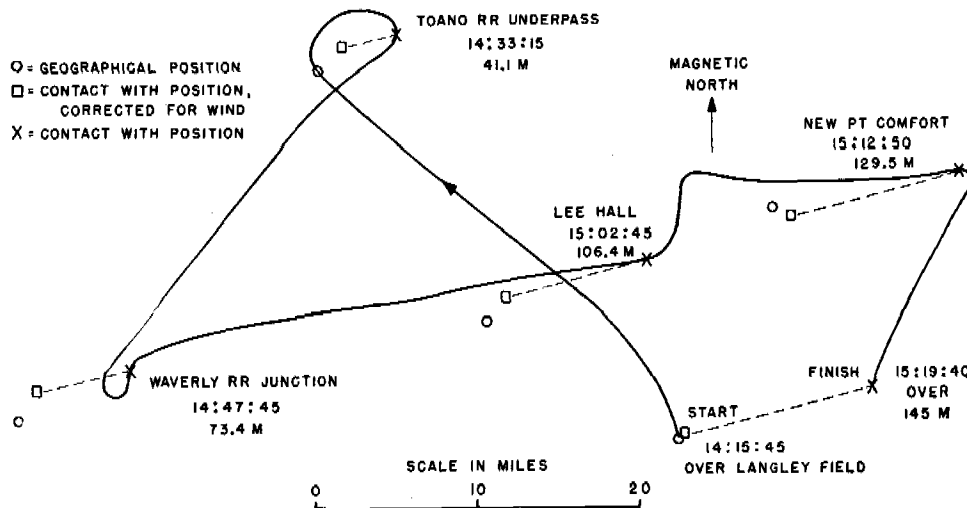 TOANO RR UNDERPASS
14:33:15
41.1 M
O = GEOGRAPHICAL POSITION
□ = CONTACT WITH POSITION,
CORRECTED FOR WIND
X = CONTACT WITH POSITION
MAGNETIC
NORTH
NEW PT COMFORT
15:12:50
129.5 M
LEE HALL
15:02:45
106.4 M
WAVERLY RR JUNCTION
14:47:45
73.4 M
FINISH
15:19:40
OVER
145 M
START
14:15:45
OVER LANGLEY FIELD
SCALE IN MILES
0 10 20